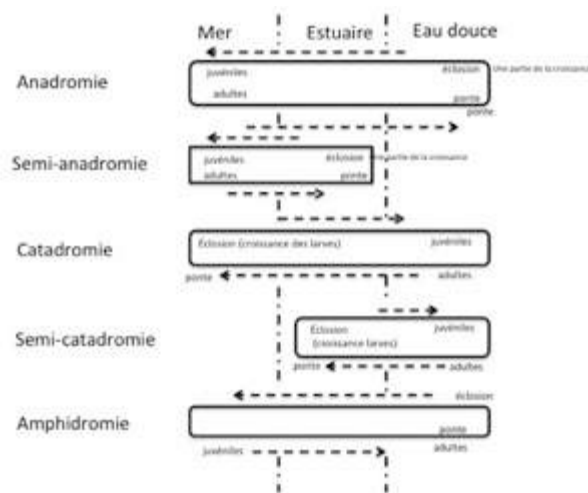 Mer Estuaire Eau douce
Anadromie
juvéniles éclosion Une partie de la croissance
adultes ponte
ponte
Semi-anadromie
juvéniles éclosion Une partie de la croissance
adultes ponte
Catadromie
Éclosion (croissance des larves) juvéniles
ponte adultes
Semi-catadromie
Éclosion juvéniles
(croissance larves)
ponte adultes
éclosion
Amphidromie
ponte
juvéniles adultes